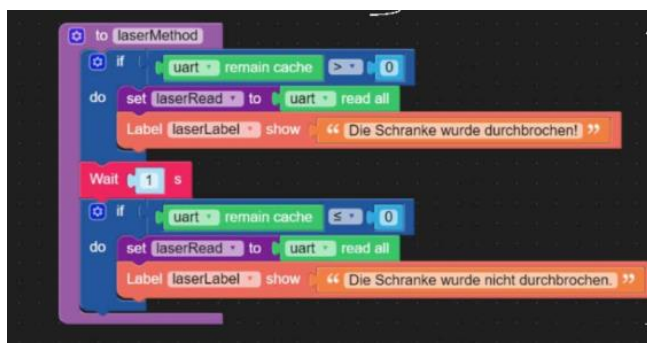 to laserMethod
if uart remain cache > 0
do set laserRead to uart read all
Label laserLabel show “ Die Schranke wurde durchbrochen! ”
Wait 1 s
if uart remain cache ≤ 0
do set laserRead to uart read all
Label laserLabel show “ Die Schranke wurde nicht durchbrochen. ”